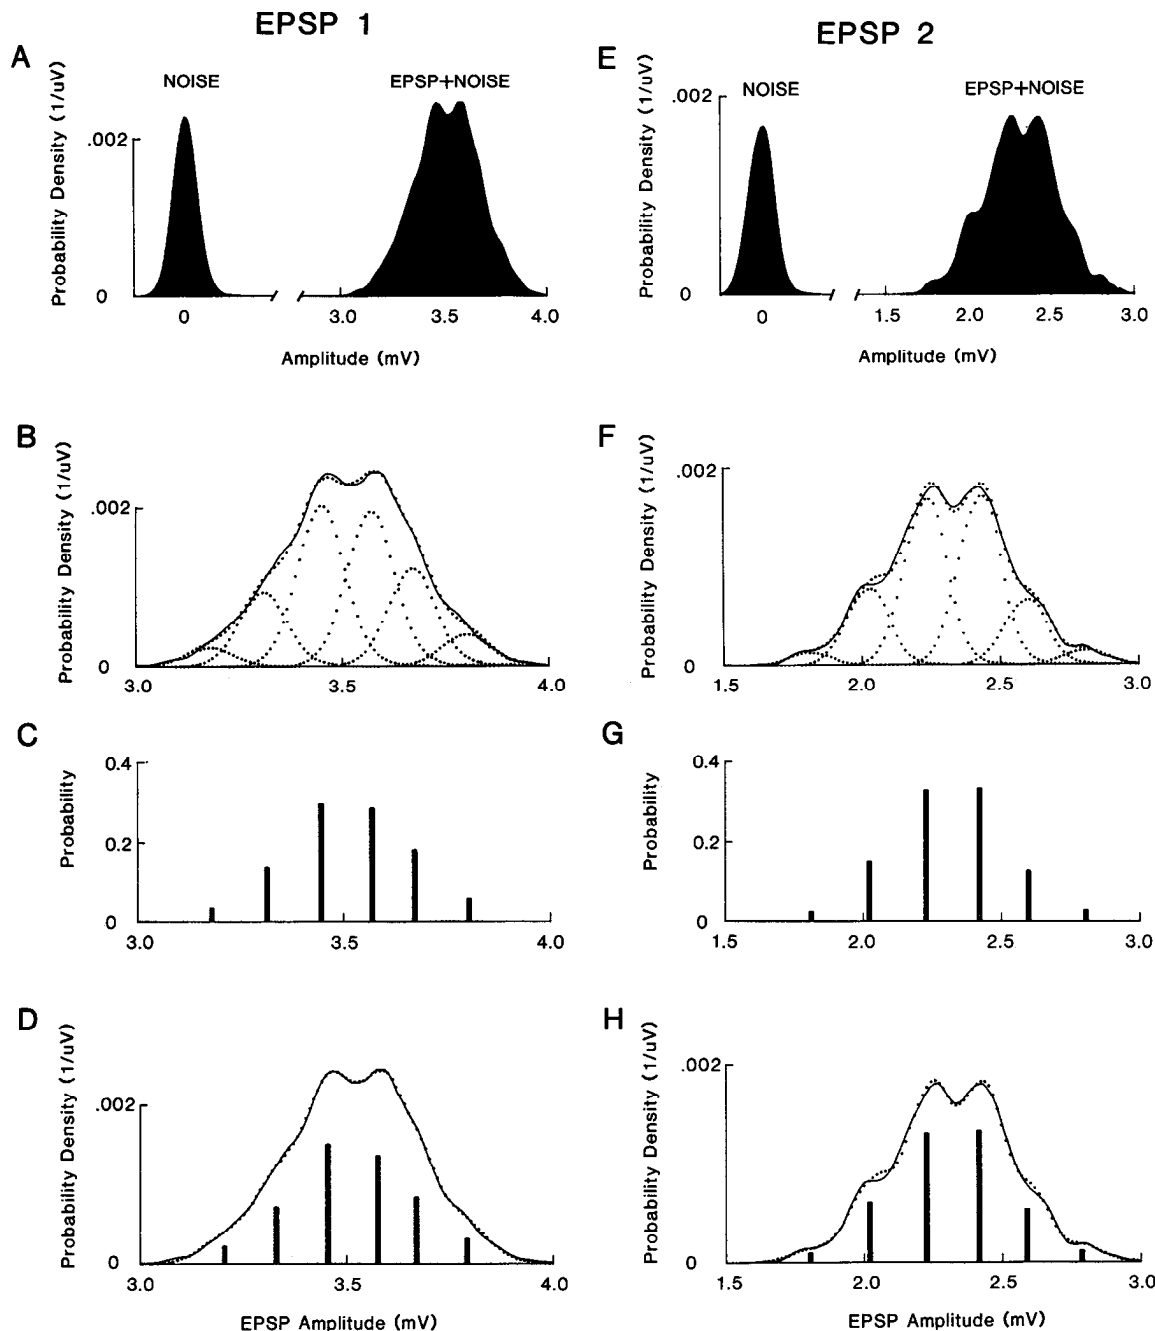 EPSP 1
A
Probability Density (1/uV)
.002
0
NOISE
EPSP+NOISE
0
3.0
3.5
4.0
Amplitude (mV)
B
Probability Density (1/uV)
.002
0
3.0
3.5
4.0
C
Probability
0.4
0.2
0
3.0
3.5
4.0
D
Probability Density (1/uV)
.002
0
3.0
3.5
4.0
EPSP Amplitude (mV)
EPSP 2
E
Probability Density (1/uV)
.002
0
NOISE
EPSP+NOISE
0
1.5
2.0
2.5
3.0
Amplitude (mV)
F
Probability Density (1/uV)
.002
0
1.5
2.0
2.5
3.0
G
Probability
0.4
0.2
0
1.5
2.0
2.5
3.0
H
Probability Density (1/uV)
.002
0
1.5
2.0
2.5
3.0
EPSP Amplitude (mV)